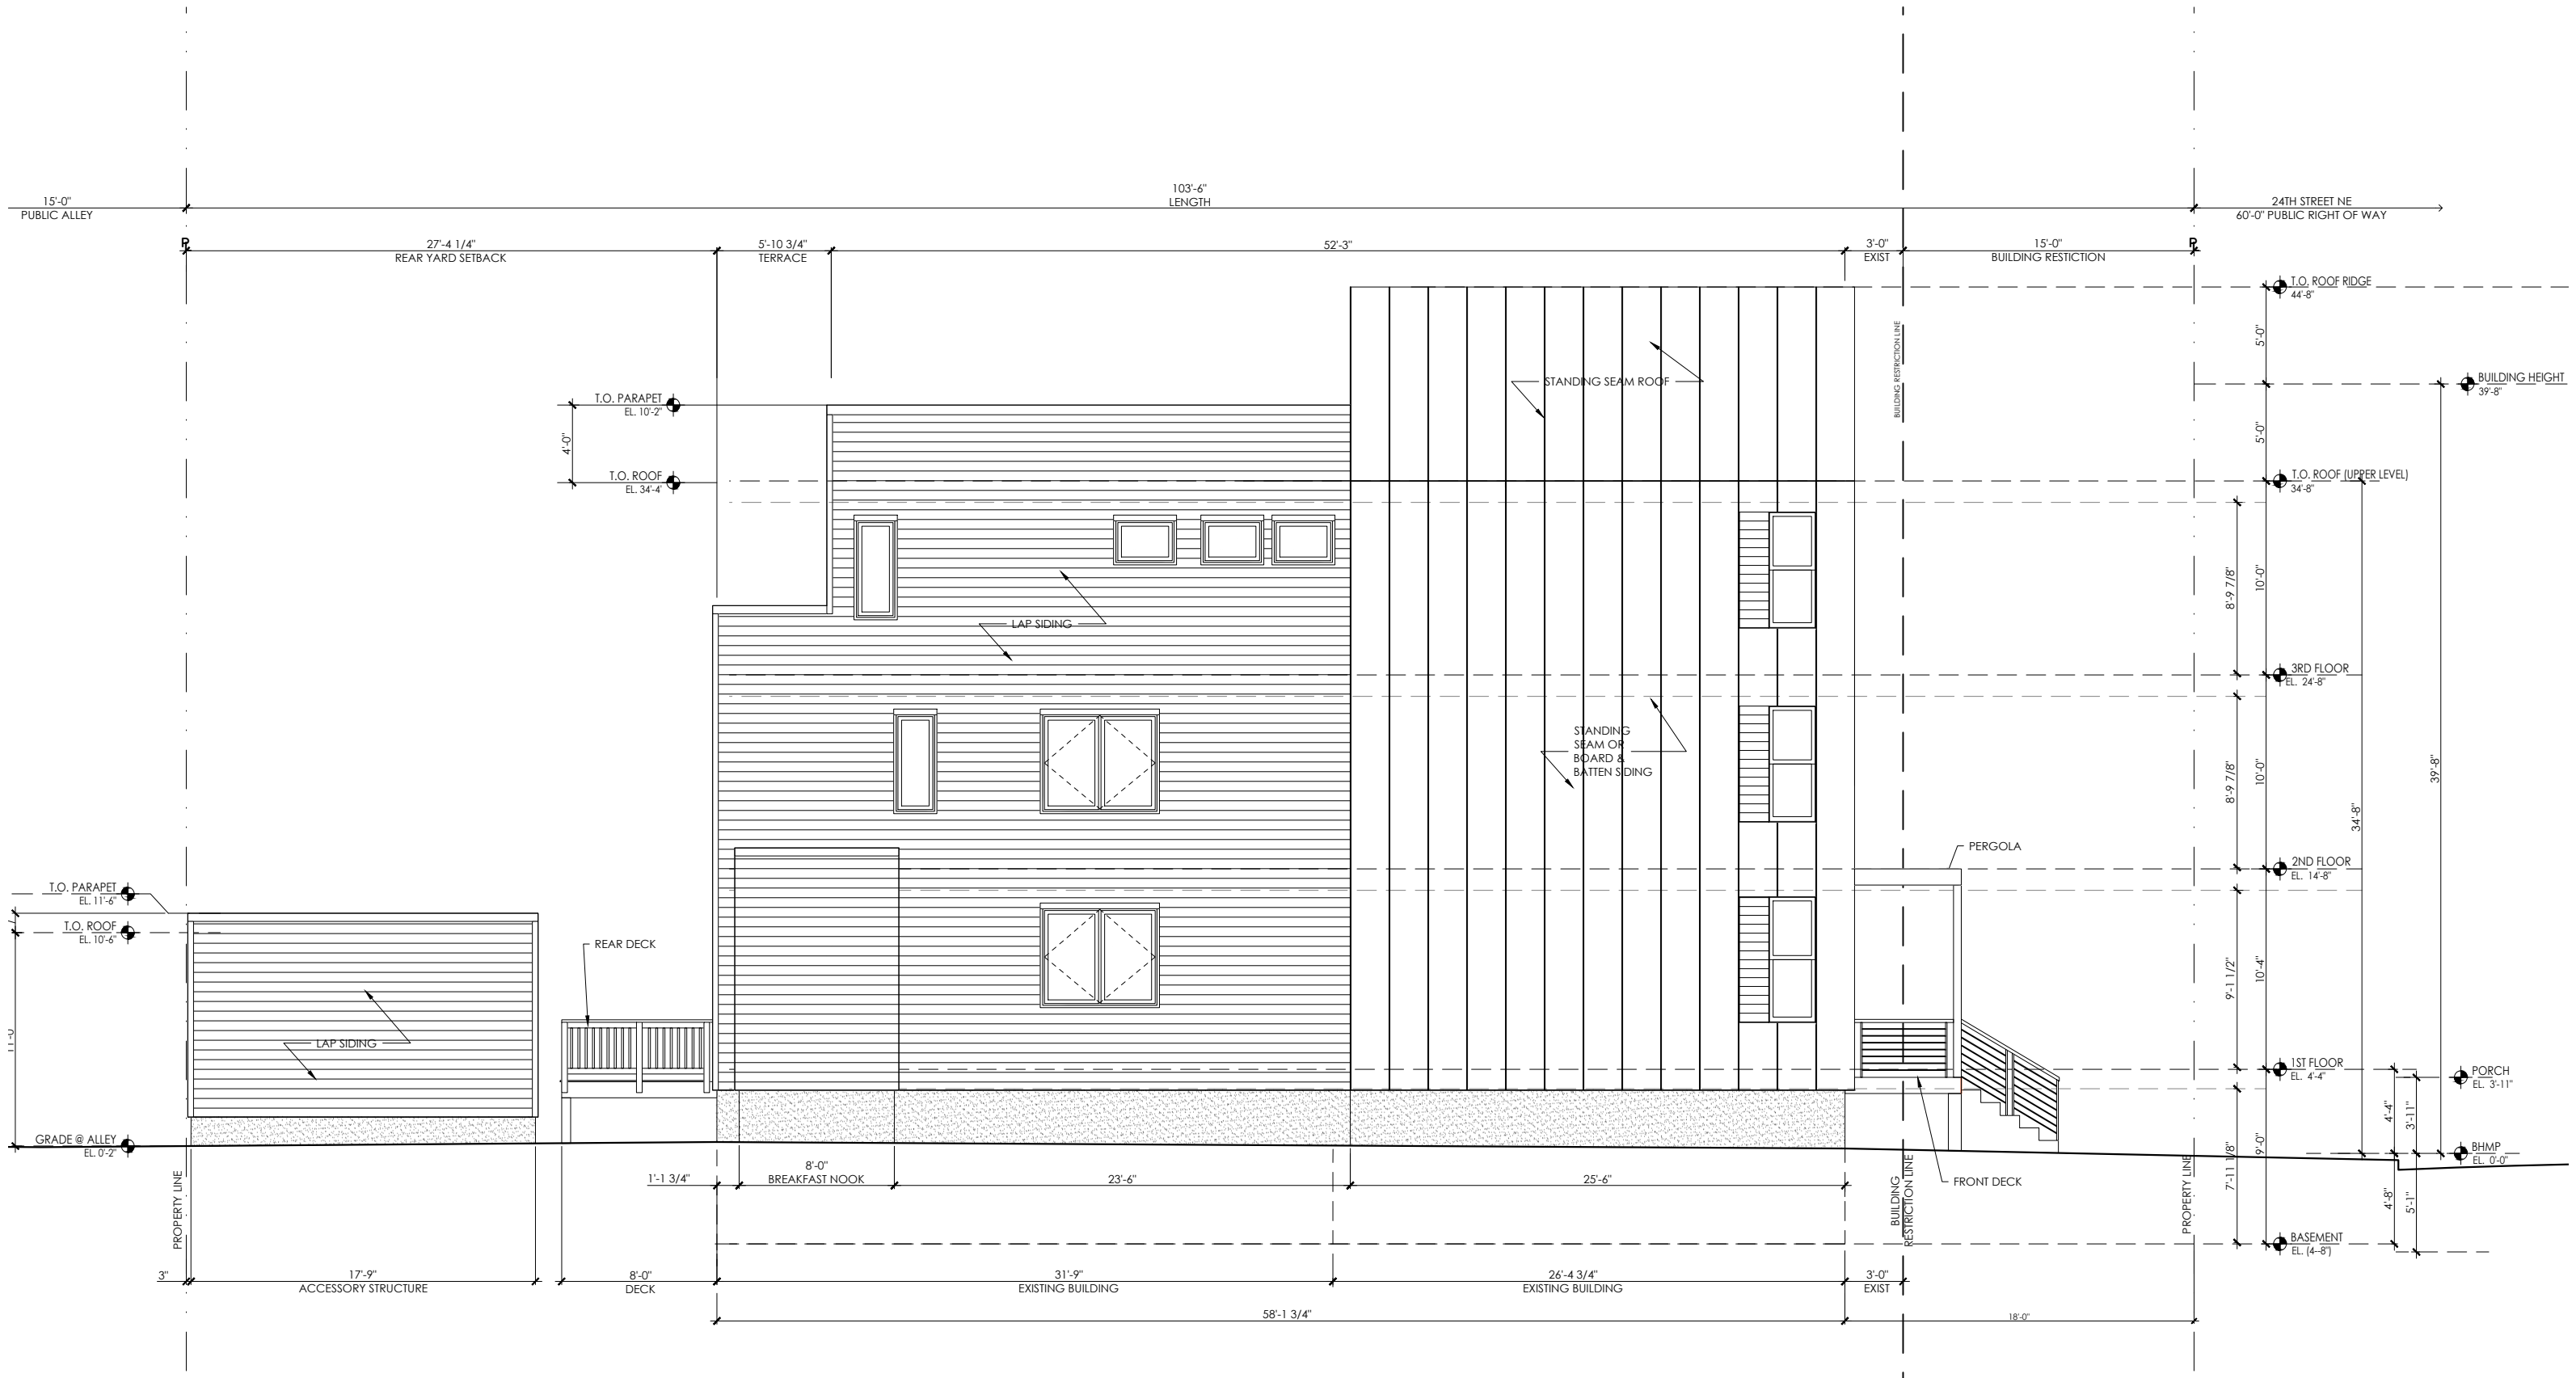 103'-6"
LENGTH
15'-0"
PUBLIC ALLEY
24TH STREET NE
60'-0" PUBLIC RIGHT OF WAY
27'-4 1/4"
REAR YARD SETBACK
5'-10 3/4"
TERRACE
52'-3"
3'-0"
EXIST
15'-0"
BUILDING RESTICTION
T.O. ROOF RIDGE
44'-8"
5'-0"
BUILDING RESTRICTION LINE
BUILDING HEIGHT
39'-8"
STANDING SEAM ROOF
T.O. PARAPET
EL. 10'-2"
4'-0"
5'-0"
T.O. ROOF
EL. 34'-4'
T.O. ROOF (UPPER LEVEL)
34'-8"
8'-9 7/8"
10'-0"
LAP SIDING
3RD FLOOR
EL. 24'-8"
STANDING
SEAM OR
BOARD &
BATTEN SIDING
8'-9 7/8"
10'-0"
39'-8"
34'-8"
PERGOLA
2ND FLOOR
EL. 14'-8"
T.O. PARAPET
EL. 11'-6"
T.O. ROOF
EL. 10'-6"
REAR DECK
9'-1 1/2"
10'-4"
LAP SIDING
1ST FLOOR
EL. 4'-4"
PORCH
EL. 3'-11"
4'-4"
3'-11"
GRADE @ ALLEY
EL. 0'-2"
BHMP
EL. 0'-0"
7'-11 1/8"
9'-0"
1'-1 3/4"
8'-0"
BREAKFAST NOOK
23'-6"
25'-6"
FRONT DECK
PROPERTY LINE
BUILDING
RESTRICTION LINE
PROPERTY LINE
4'-8"
5'-1"
BASEMENT
EL. (4--8")
3"
17'-9"
ACCESSORY STRUCTURE
8'-0"
DECK
31'-9"
EXISTING BUILDING
26'-4 3/4"
EXISTING BUILDING
3'-0"
EXIST
58'-1 3/4"
18'-0"